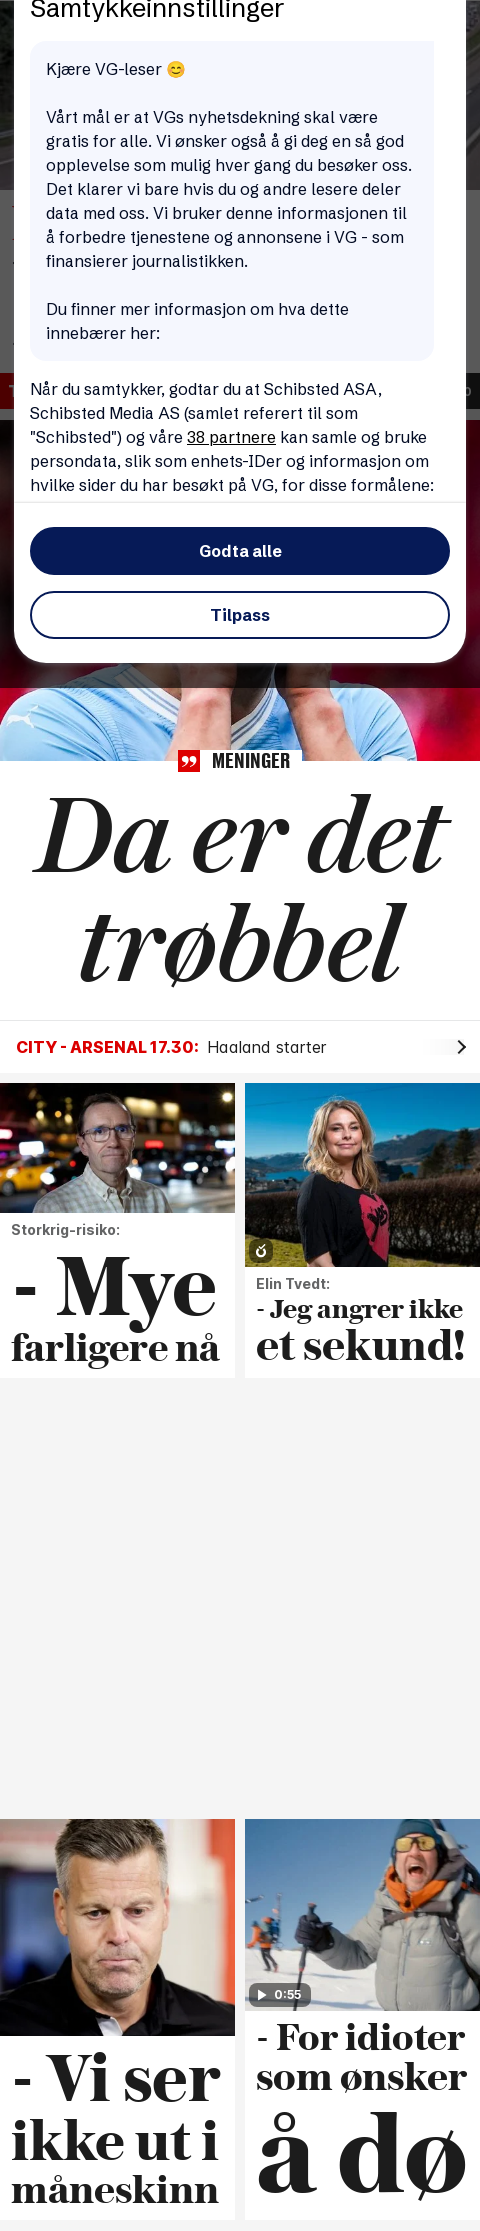 Samtykkeinnstillinger
Kjære VG-leser 😊
Vårt mål er at VGs nyhetsdekning skal være
gratis for alle. Vi ønsker også å gi deg en så god
opplevelse som mulig hver gang du besøker oss.
Det klarer vi bare hvis du og andre lesere deler
data med oss. Vi bruker denne informasjonen til
å forbedre tjenestene og annonsene i VG - som
finansierer journalistikken.
Du finner mer informasjon om hva dette
innebærer her:
Når du samtykker, godtar du at Schibsted ASA,
Schibsted Media AS (samlet referert til som
"Schibsted") og våre 38 partnere kan samle og bruke
persondata, slik som enhets-IDer og informasjon om
hvilke sider du har besøkt på VG, for disse formålene:
Godta alle
Tilpass
MENINGER
Da er det
trøbbel
CITY - ARSENAL 17.30: Haaland starter
Storkrig-risiko:
- Mye
farligere nå
Elin Tvedt:
- Jeg angrer ikke
et sekund!
- Vi ser
ikke ut i
måneskinn
0:55
- For idioter
som ønsker
å dø